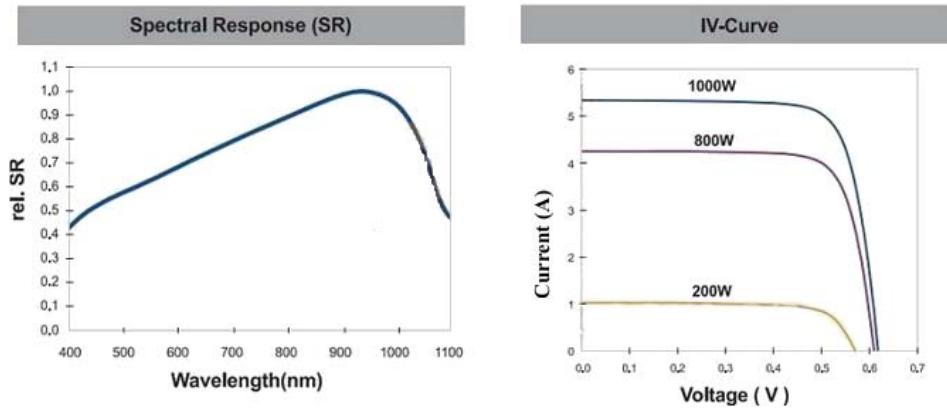 Spectral Response (SR)
1,1
1,0
0,9
0,8
0,7
0,6
0,5
0,4
0,3
0,2
0,1
0,0
rel. SR
400 500 600 700 800 900 1000 1100
Wavelength(nm)
IV-Curve
6
5
4
3
2
1
0
Current (A)
1000W
800W
200W
0,0 0,1 0,2 0,3 0,4 0,5 0,6 0,7
Voltage ( V )